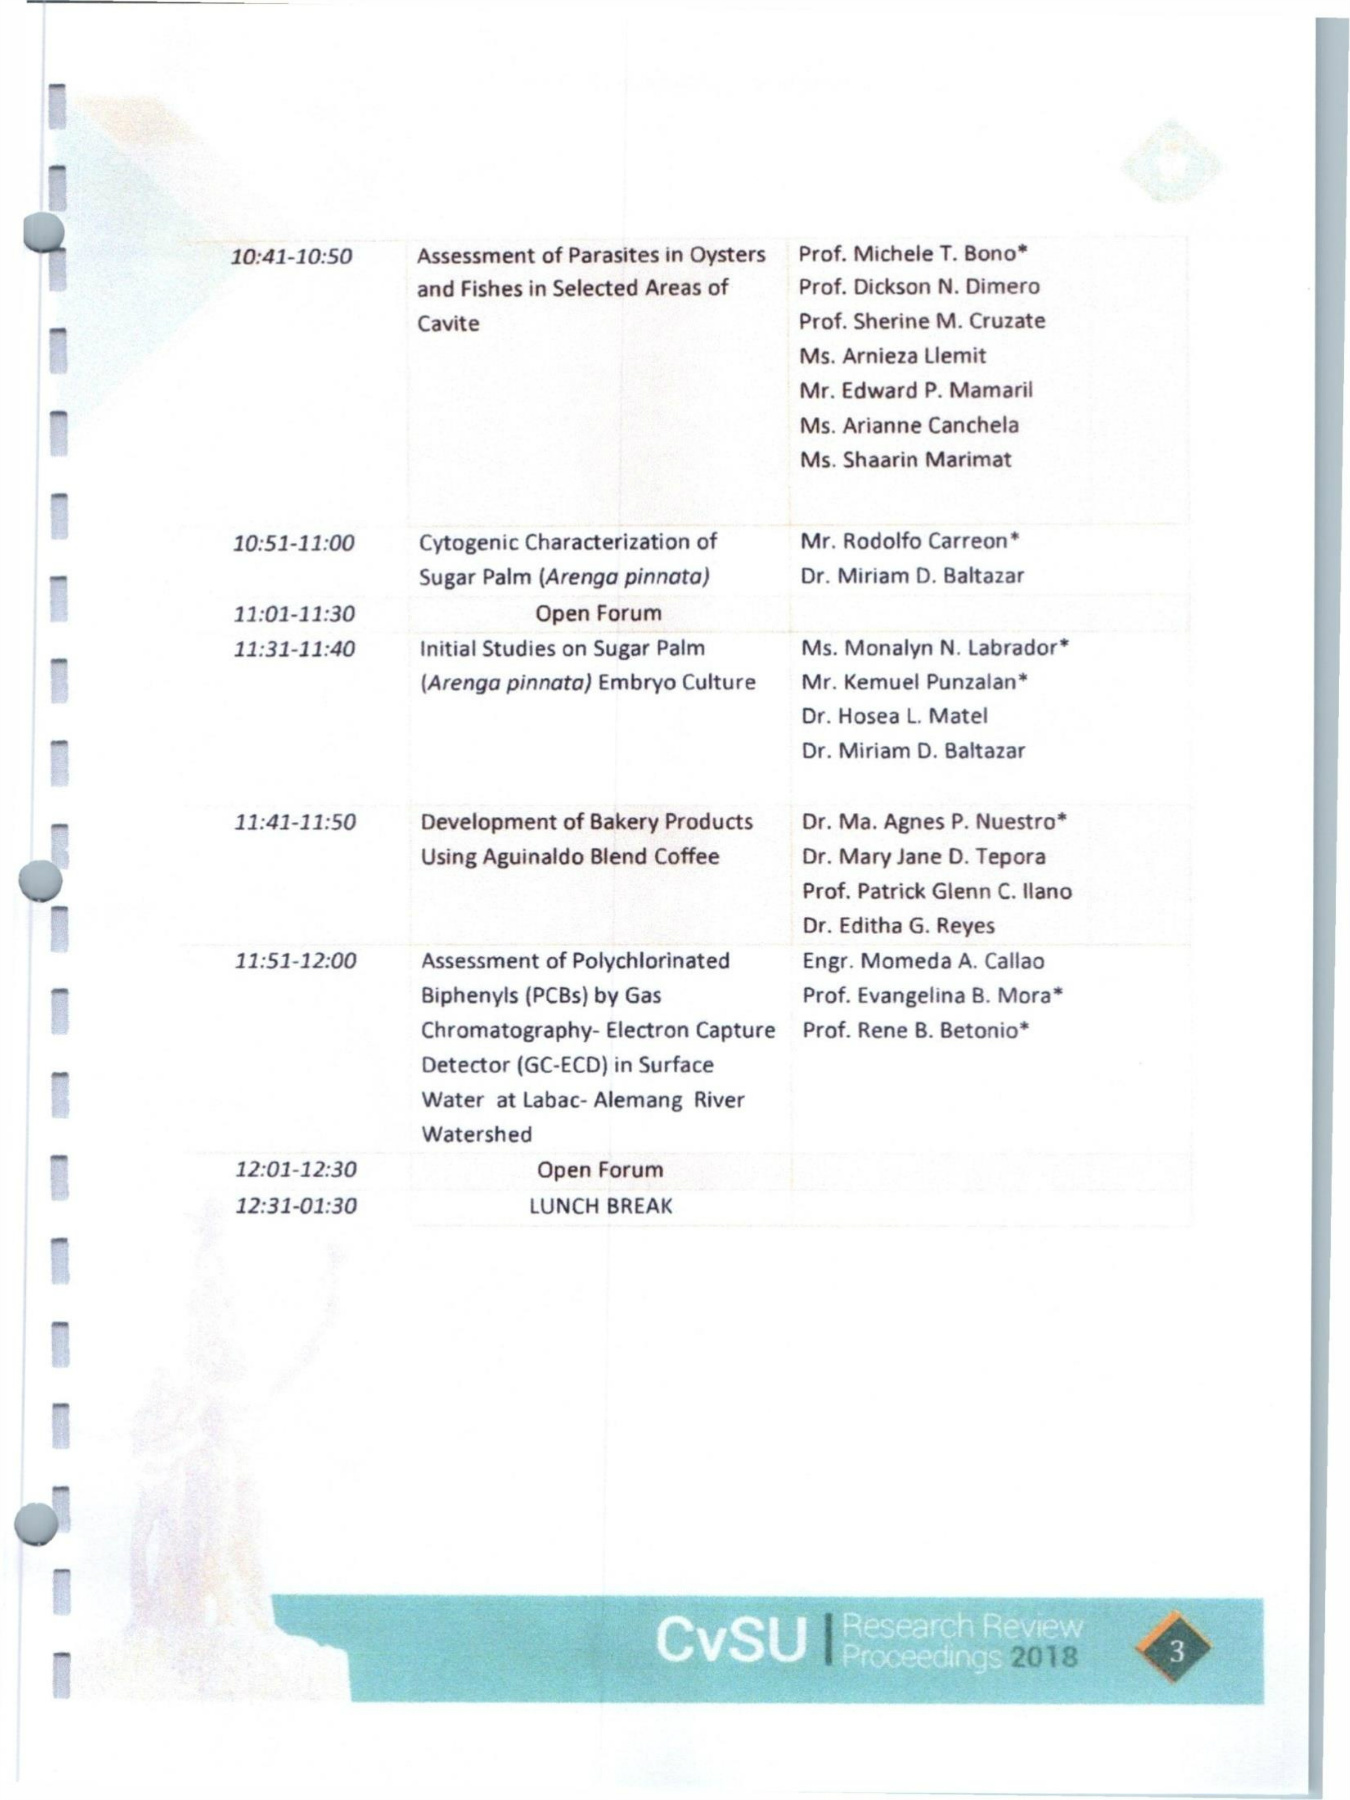 10:41-10:50 Assessment of Parasites in Oysters Prof. Michele T. Bono*
and Fishes in Selected Areas of Prof. Dickson N. Dimero
Cavite Prof. Sherine M. Cruzate
Ms. Arnieza Llemit
Mr. Edward P. Mamaril
Ms. Arianne Canchela
Ms. Shaarin Marimat
10:51-11:00 Cytogenic Characterization of Mr. Rodolfo Carreon*
Sugar Palm (Arenga pinnata) Dr. Miriam D. Baltazar
11:01-11:30 Open Forum
11:31-11:40 Initial Studies on Sugar Palm Ms. Monalyn N. Labrador*
(Arenga pinnata) Embryo Culture Mr. Kemuel Punzalan*
Dr. Hosea L. Matel
Dr. Miriam D. Baltazar
11:41-11:50 Development of Bakery Products Dr. Ma. Agnes P. Nuestro*
Using Aguinaldo Blend Coffee Dr. Mary Jane D. Tepora
Prof. Patrick Glenn C. Ilano
Dr. Editha G. Reyes
11:51-12:00 Assessment of Polychlorinated Engr. Momeda A. Callao
Biphenyls (PCBs) by Gas Prof. Evangelina B. Mora*
Chromatography- Electron Capture Prof. Rene B. Betonio*
Detector (GC-ECD) in Surface
Water at Labac- Alemang River
Watershed
12:01-12:30 Open Forum
12:31-01:30 LUNCH BREAK
CvSU | Research Review
Proceedings 2018
3